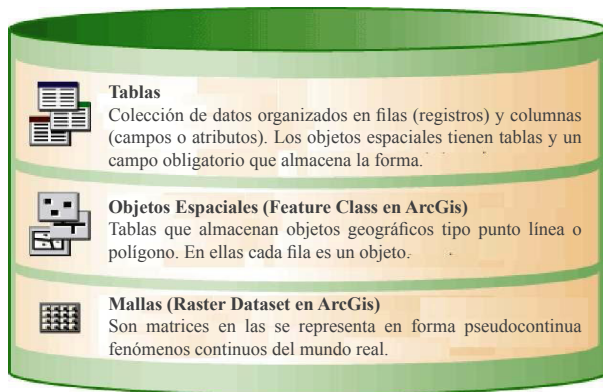 Tablas
Colección de datos organizados en filas (registros) y columnas
(campos o atributos). Los objetos espaciales tienen tablas y un
campo obligatorio que almacena la forma.
Objetos Espaciales (Feature Class en ArcGis)
Tablas que almacenan objetos geográficos tipo punto línea o
polígono. En ellas cada fila es un objeto.
Mallas (Raster Dataset en ArcGis)
Son matrices en las se representa en forma pseudocontinua
fenómenos continuos del mundo real.